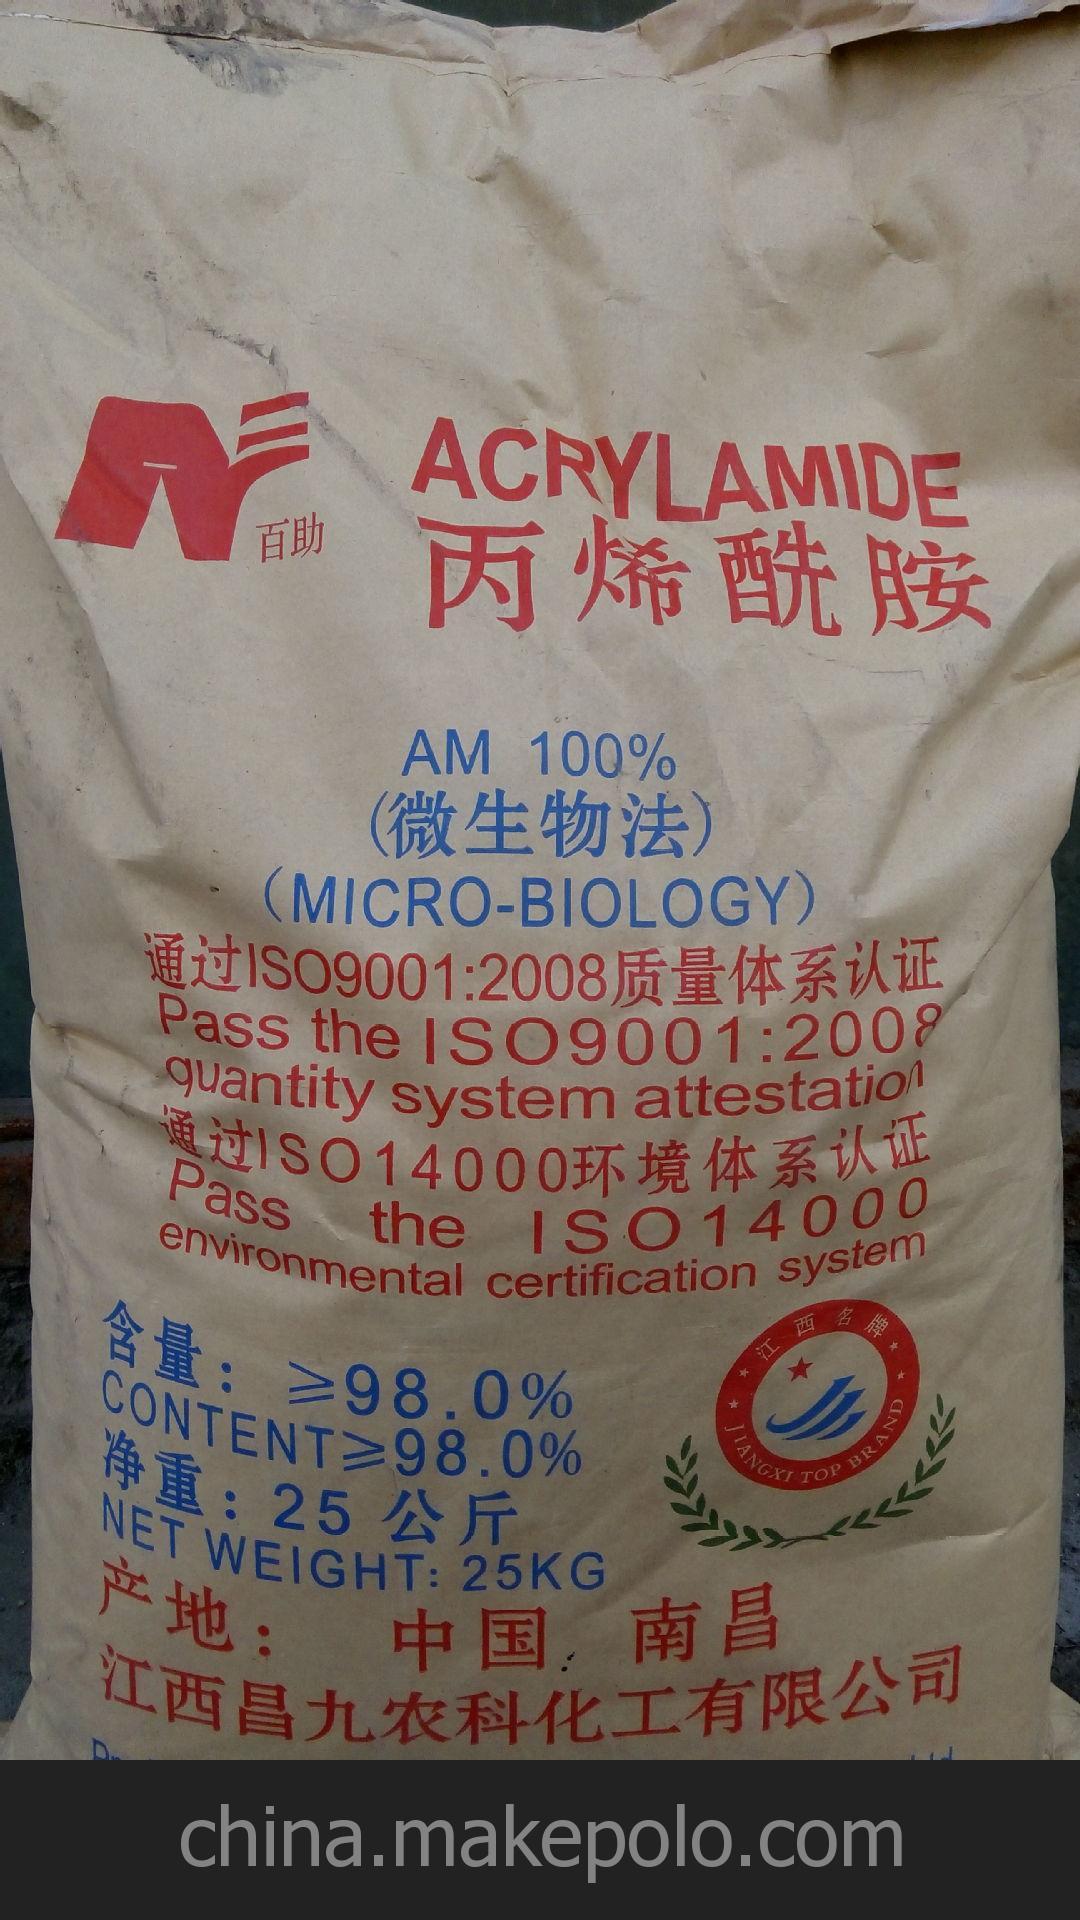 百助
ACRYLAMIDE
丙烯酰胺
AM 100%
(微生物法)
(MICRO-BIOLOGY)
通过ISO9001:2008质量体系认证
Pass the ISO9001:2008
quantity system attestation
通过ISO14000环境体系认证
Pass the ISO14000
environmental certification system
含量: ≥98.0%
CONTENT≥98.0%
净重: 25公斤
NET WEIGHT: 25KG
江西名牌
JIANGXI TOP BRAND
产地: 中国 南昌
江西昌九农科化工有限公司
china.makepolo.com